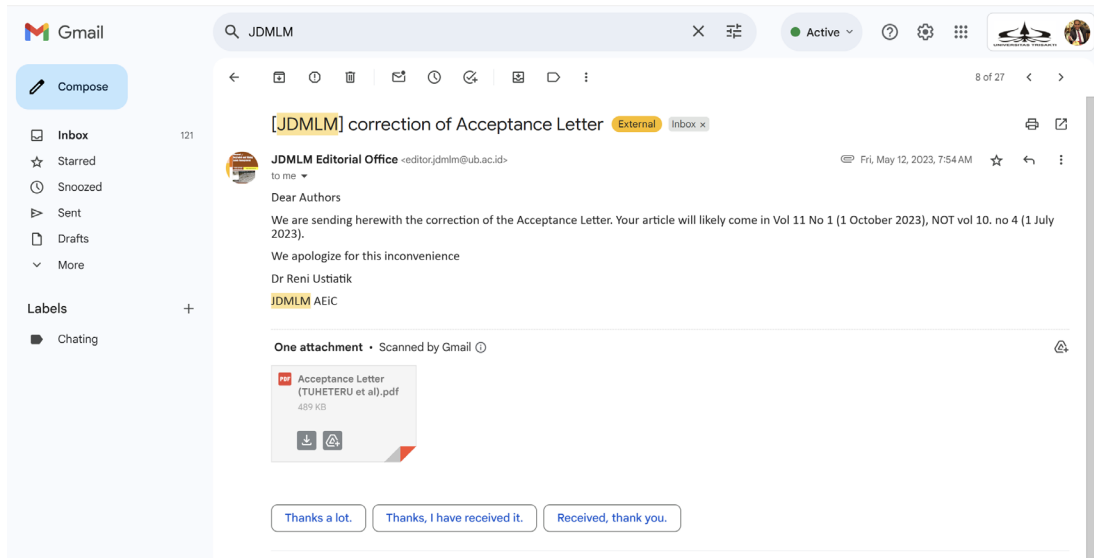 Gmail
JDMLM
Active
UNIVERSITAS TRISAKTI
Compose
8 of 27
Inbox 121
Starred
Snoozed
Sent
Drafts
More
Labels
Chating
[JDMLM] correction of Acceptance Letter External Inbox x
JDMLM Editorial Office <editor.jdmlm@ub.ac.id> Fri, May 12, 2023, 7:54 AM
to me
Dear Authors
We are sending herewith the correction of the Acceptance Letter. Your article will likely come in Vol 11 No 1 (1 October 2023), NOT vol 10. no 4 (1 July
2023).
We apologize for this inconvenience
Dr Reni Ustiatik
JDMLM AEiC
One attachment • Scanned by Gmail
PDF Acceptance Letter
(TUHETERU et al).pdf
489 KB
Thanks a lot.
Thanks, I have received it.
Received, thank you.